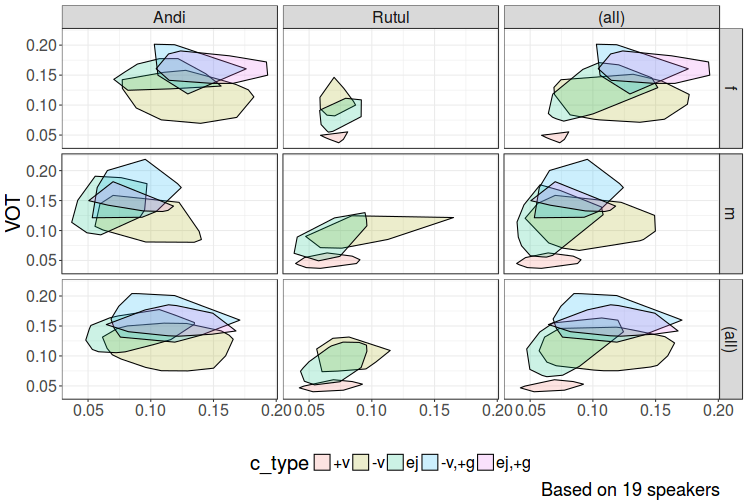 Andi Rutul (all)
0.20
0.15
0.10
0.05
f
0.20
0.15
0.10
0.05
m
VOT
0.20
0.15
0.10
0.05
(all)
0.05 0.10 0.15 0.20 0.05 0.10 0.15 0.20 0.05 0.10 0.15 0.20
c_type +v -v ej -v,+g ej,+g
Based on 19 speakers